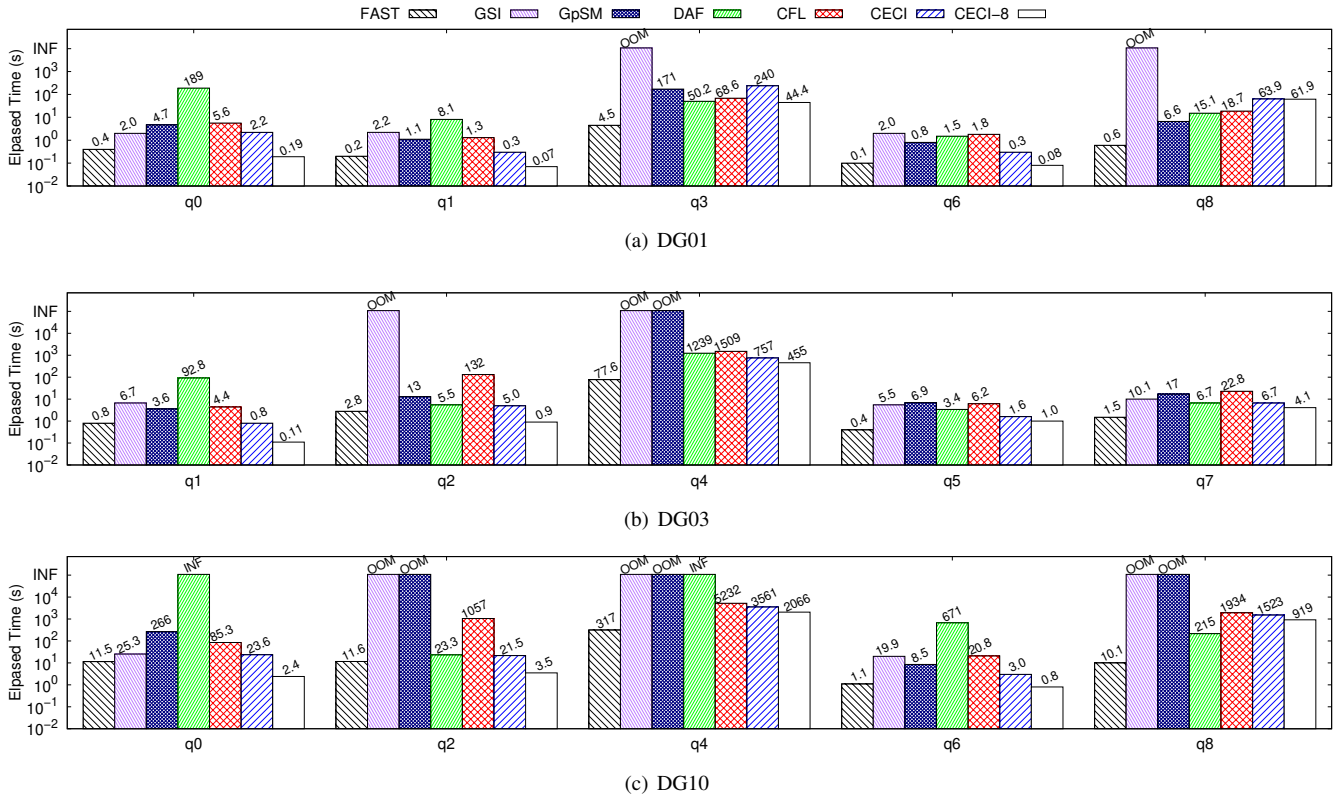 FAST GSI GpSM DAF CFL CECI CECI-8
Elpased Time (s)
INF
10^3
10^2
10^1
10^0
10^-1
10^-2
0.4 2.0 4.7 189 5.6 2.2 0.19
0.2 2.2 1.1 8.1 1.3 0.3 0.07
4.5 OOM 171 50.2 68.6 240 44.4
0.1 2.0 0.8 1.5 1.8 0.3 0.08
0.6 OOM 6.6 15.1 18.7 63.9 61.9
q0 q1 q3 q6 q8
(a) DG01
Elpased Time (s)
INF
10^4
10^3
10^2
10^1
10^0
10^-1
10^-2
0.8 6.7 3.6 92.8 4.4 0.8 0.11
2.8 OOM 13 5.5 132 5.0 0.9
77.6 OOM OOM 1239 1509 757 455
0.4 5.5 6.9 3.4 6.2 1.6 1.0
1.5 10.1 17 6.7 22.8 6.7 4.1
q1 q2 q4 q5 q7
(b) DG03
Elpased Time (s)
INF
10^4
10^3
10^2
10^1
10^0
10^-1
10^-2
11.5 25.3 266 INF 85.3 23.6 2.4
11.6 OOM OOM 23.3 1057 21.5 3.5
317 OOM OOM INF 5232 3561 2066
1.1 19.9 8.5 671 20.8 3.0 0.8
10.1 OOM OOM 215 1934 1523 919
q0 q2 q4 q6 q8
(c) DG10